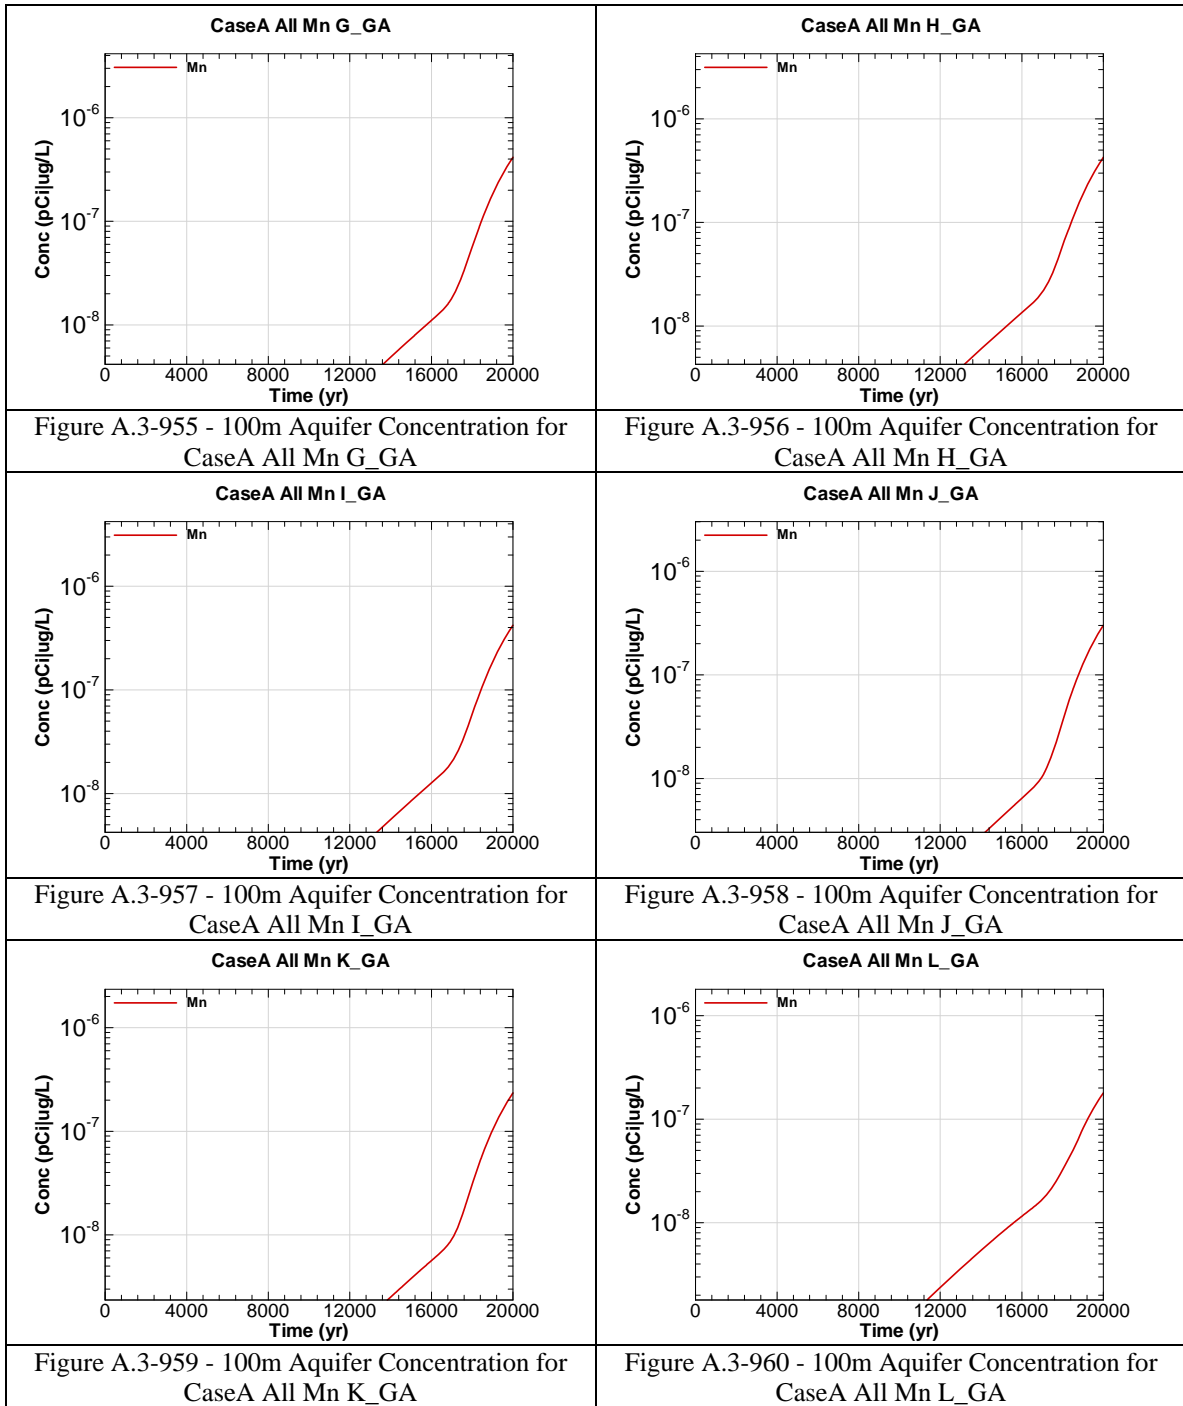 CaseA All Mn G_GA
Mn
10-6
10-7
10-8
Conc (pCi|ug/L)
0 4000 8000 12000 16000 20000
Time (yr)
Figure A.3-955 - 100m Aquifer Concentration for
CaseA All Mn G_GA
CaseA All Mn H_GA
Mn
10-6
10-7
10-8
Conc (pCi|ug/L)
0 4000 8000 12000 16000 20000
Time (yr)
Figure A.3-956 - 100m Aquifer Concentration for
CaseA All Mn H_GA
CaseA All Mn I_GA
Mn
10-6
10-7
10-8
Conc (pCi|ug/L)
0 4000 8000 12000 16000 20000
Time (yr)
Figure A.3-957 - 100m Aquifer Concentration for
CaseA All Mn I_GA
CaseA All Mn J_GA
Mn
10-6
10-7
10-8
Conc (pCi|ug/L)
0 4000 8000 12000 16000 20000
Time (yr)
Figure A.3-958 - 100m Aquifer Concentration for
CaseA All Mn J_GA
CaseA All Mn K_GA
Mn
10-6
10-7
10-8
Conc (pCi|ug/L)
0 4000 8000 12000 16000 20000
Time (yr)
Figure A.3-959 - 100m Aquifer Concentration for
CaseA All Mn K_GA
CaseA All Mn L_GA
Mn
10-6
10-7
10-8
Conc (pCi|ug/L)
0 4000 8000 12000 16000 20000
Time (yr)
Figure A.3-960 - 100m Aquifer Concentration for
CaseA All Mn L_GA